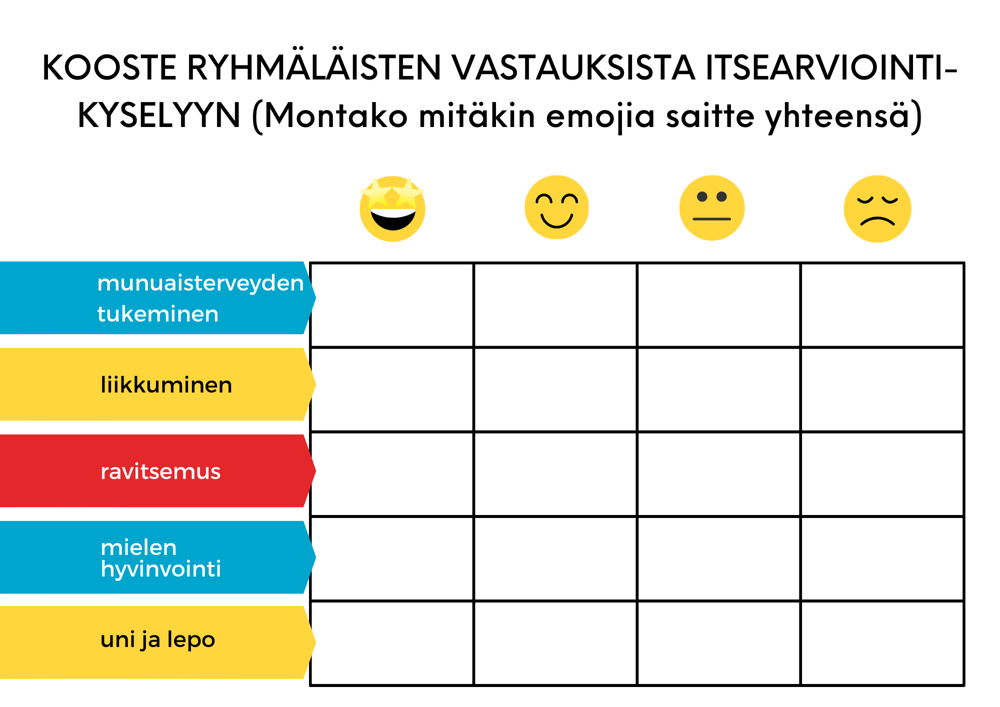 KOOSTE RYHMÄLÄISTEN VASTAUKSISTA ITSEARVIOINTI-
KYSELYYN (Montako mitäkin emojia saitte yhteensä)
munuaisterveyden
tukeminen
liikkuminen
ravitsemus
mielen
hyvinvointi
uni ja lepo